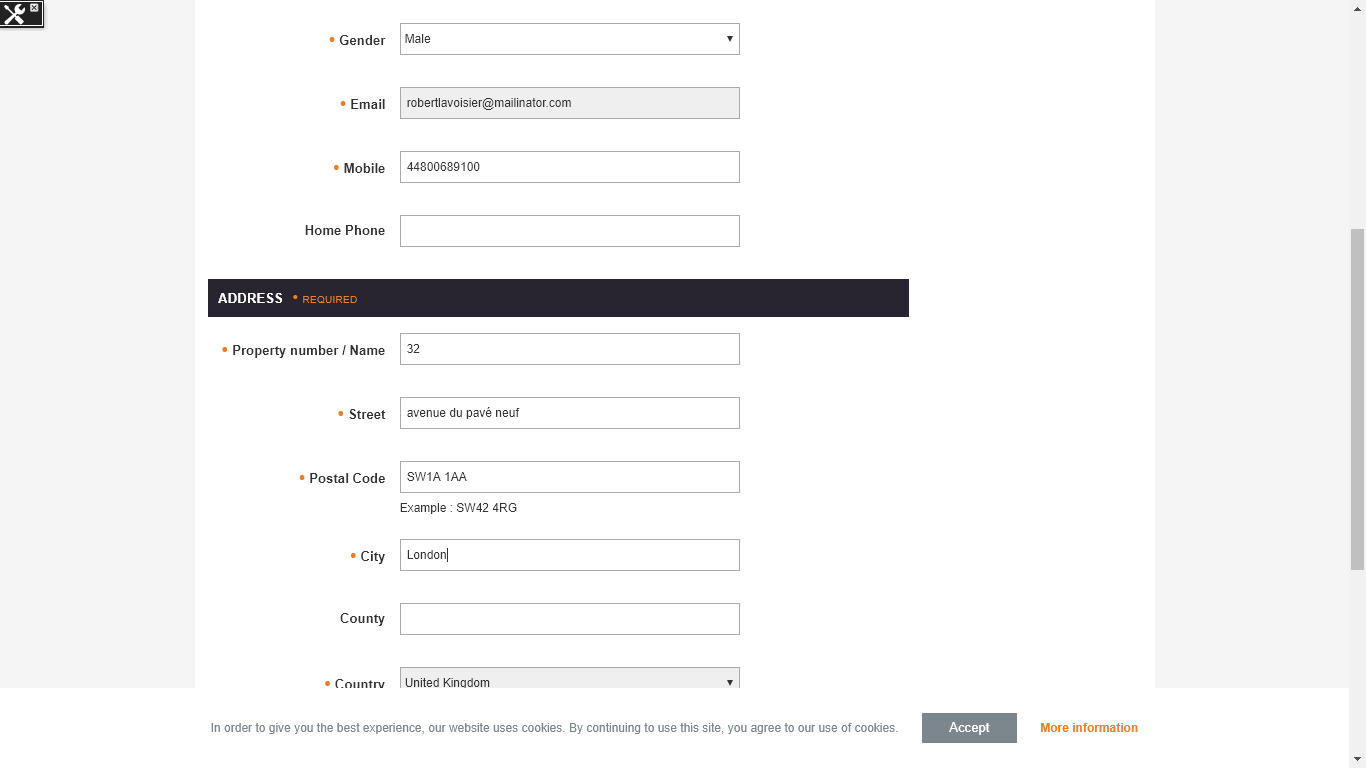 • Gender Male
• Email robertlavoisier@mailinator.com
• Mobile 44800689100
Home Phone
ADDRESS • REQUIRED
• Property number / Name 32
• Street avenue du pavé neuf
• Postal Code SW1A 1AA
Example : SW42 4RG
• City London
County
• Country United Kingdom
In order to give you the best experience, our website uses cookies. By continuing to use this site, you agree to our use of cookies. Accept More information